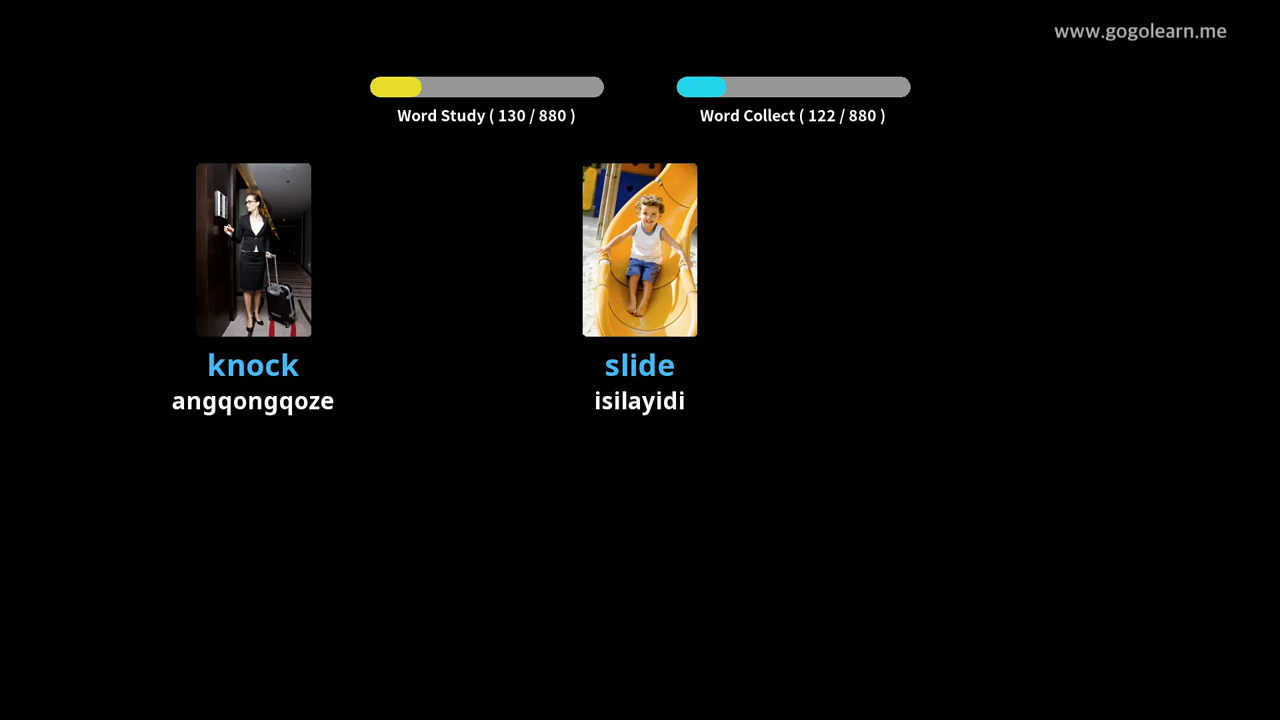 www.gogolearn.me
Word Study ( 130 / 880 )
Word Collect ( 122 / 880 )
knock
slide
angqongqoze
isilayidi